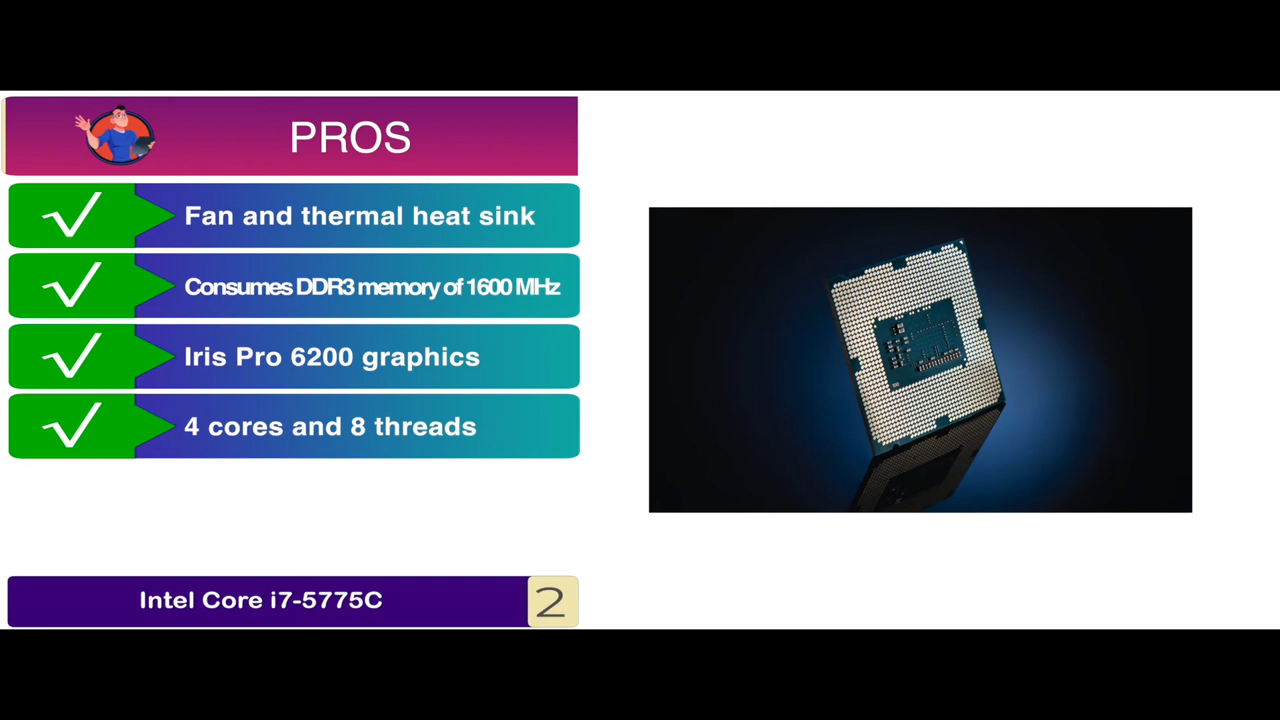 PROS
Fan and thermal heat sink
Consumes DDR3 memory of 1600 MHz
Iris Pro 6200 graphics
4 cores and 8 threads
Intel Core i7-5775C
2